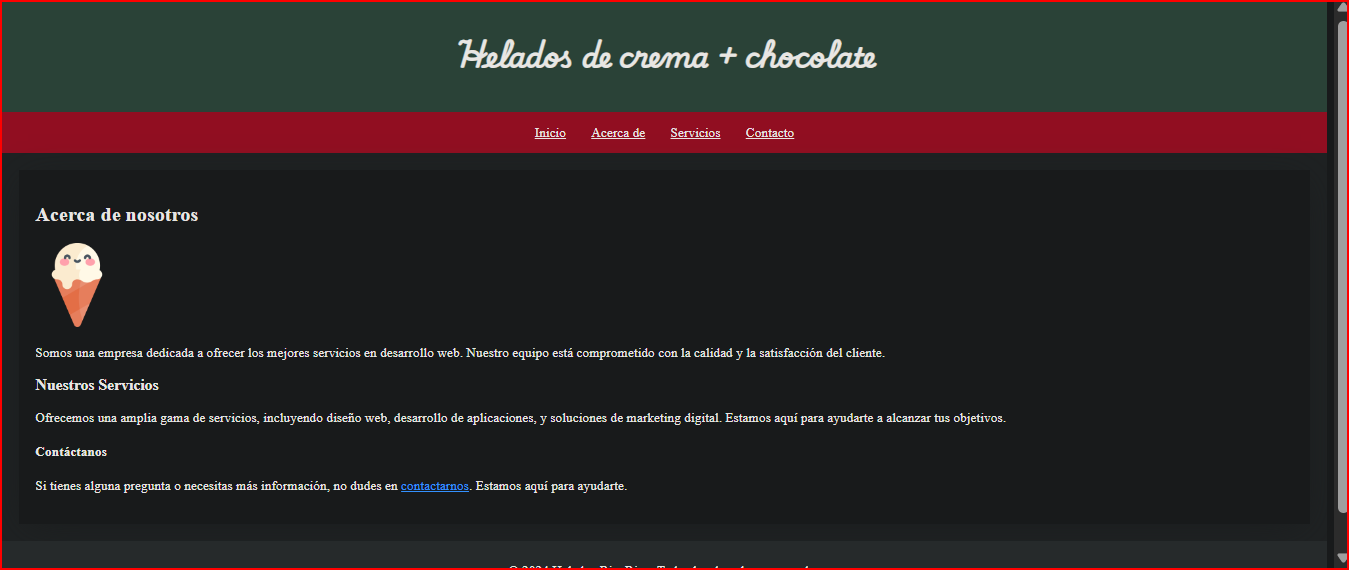 Helados de crema + chocolate
Inicio Acerca de Servicios Contacto
Acerca de nosotros
Somos una empresa dedicada a ofrecer los mejores servicios en desarrollo web. Nuestro equipo está comprometido con la calidad y la satisfacción del cliente.
Nuestros Servicios
Ofrecemos una amplia gama de servicios, incluyendo diseño web, desarrollo de aplicaciones, y soluciones de marketing digital. Estamos aquí para ayudarte a alcanzar tus objetivos.
Contáctanos
Si tienes alguna pregunta o necesitas más información, no dudes en contactarnos. Estamos aquí para ayudarte.